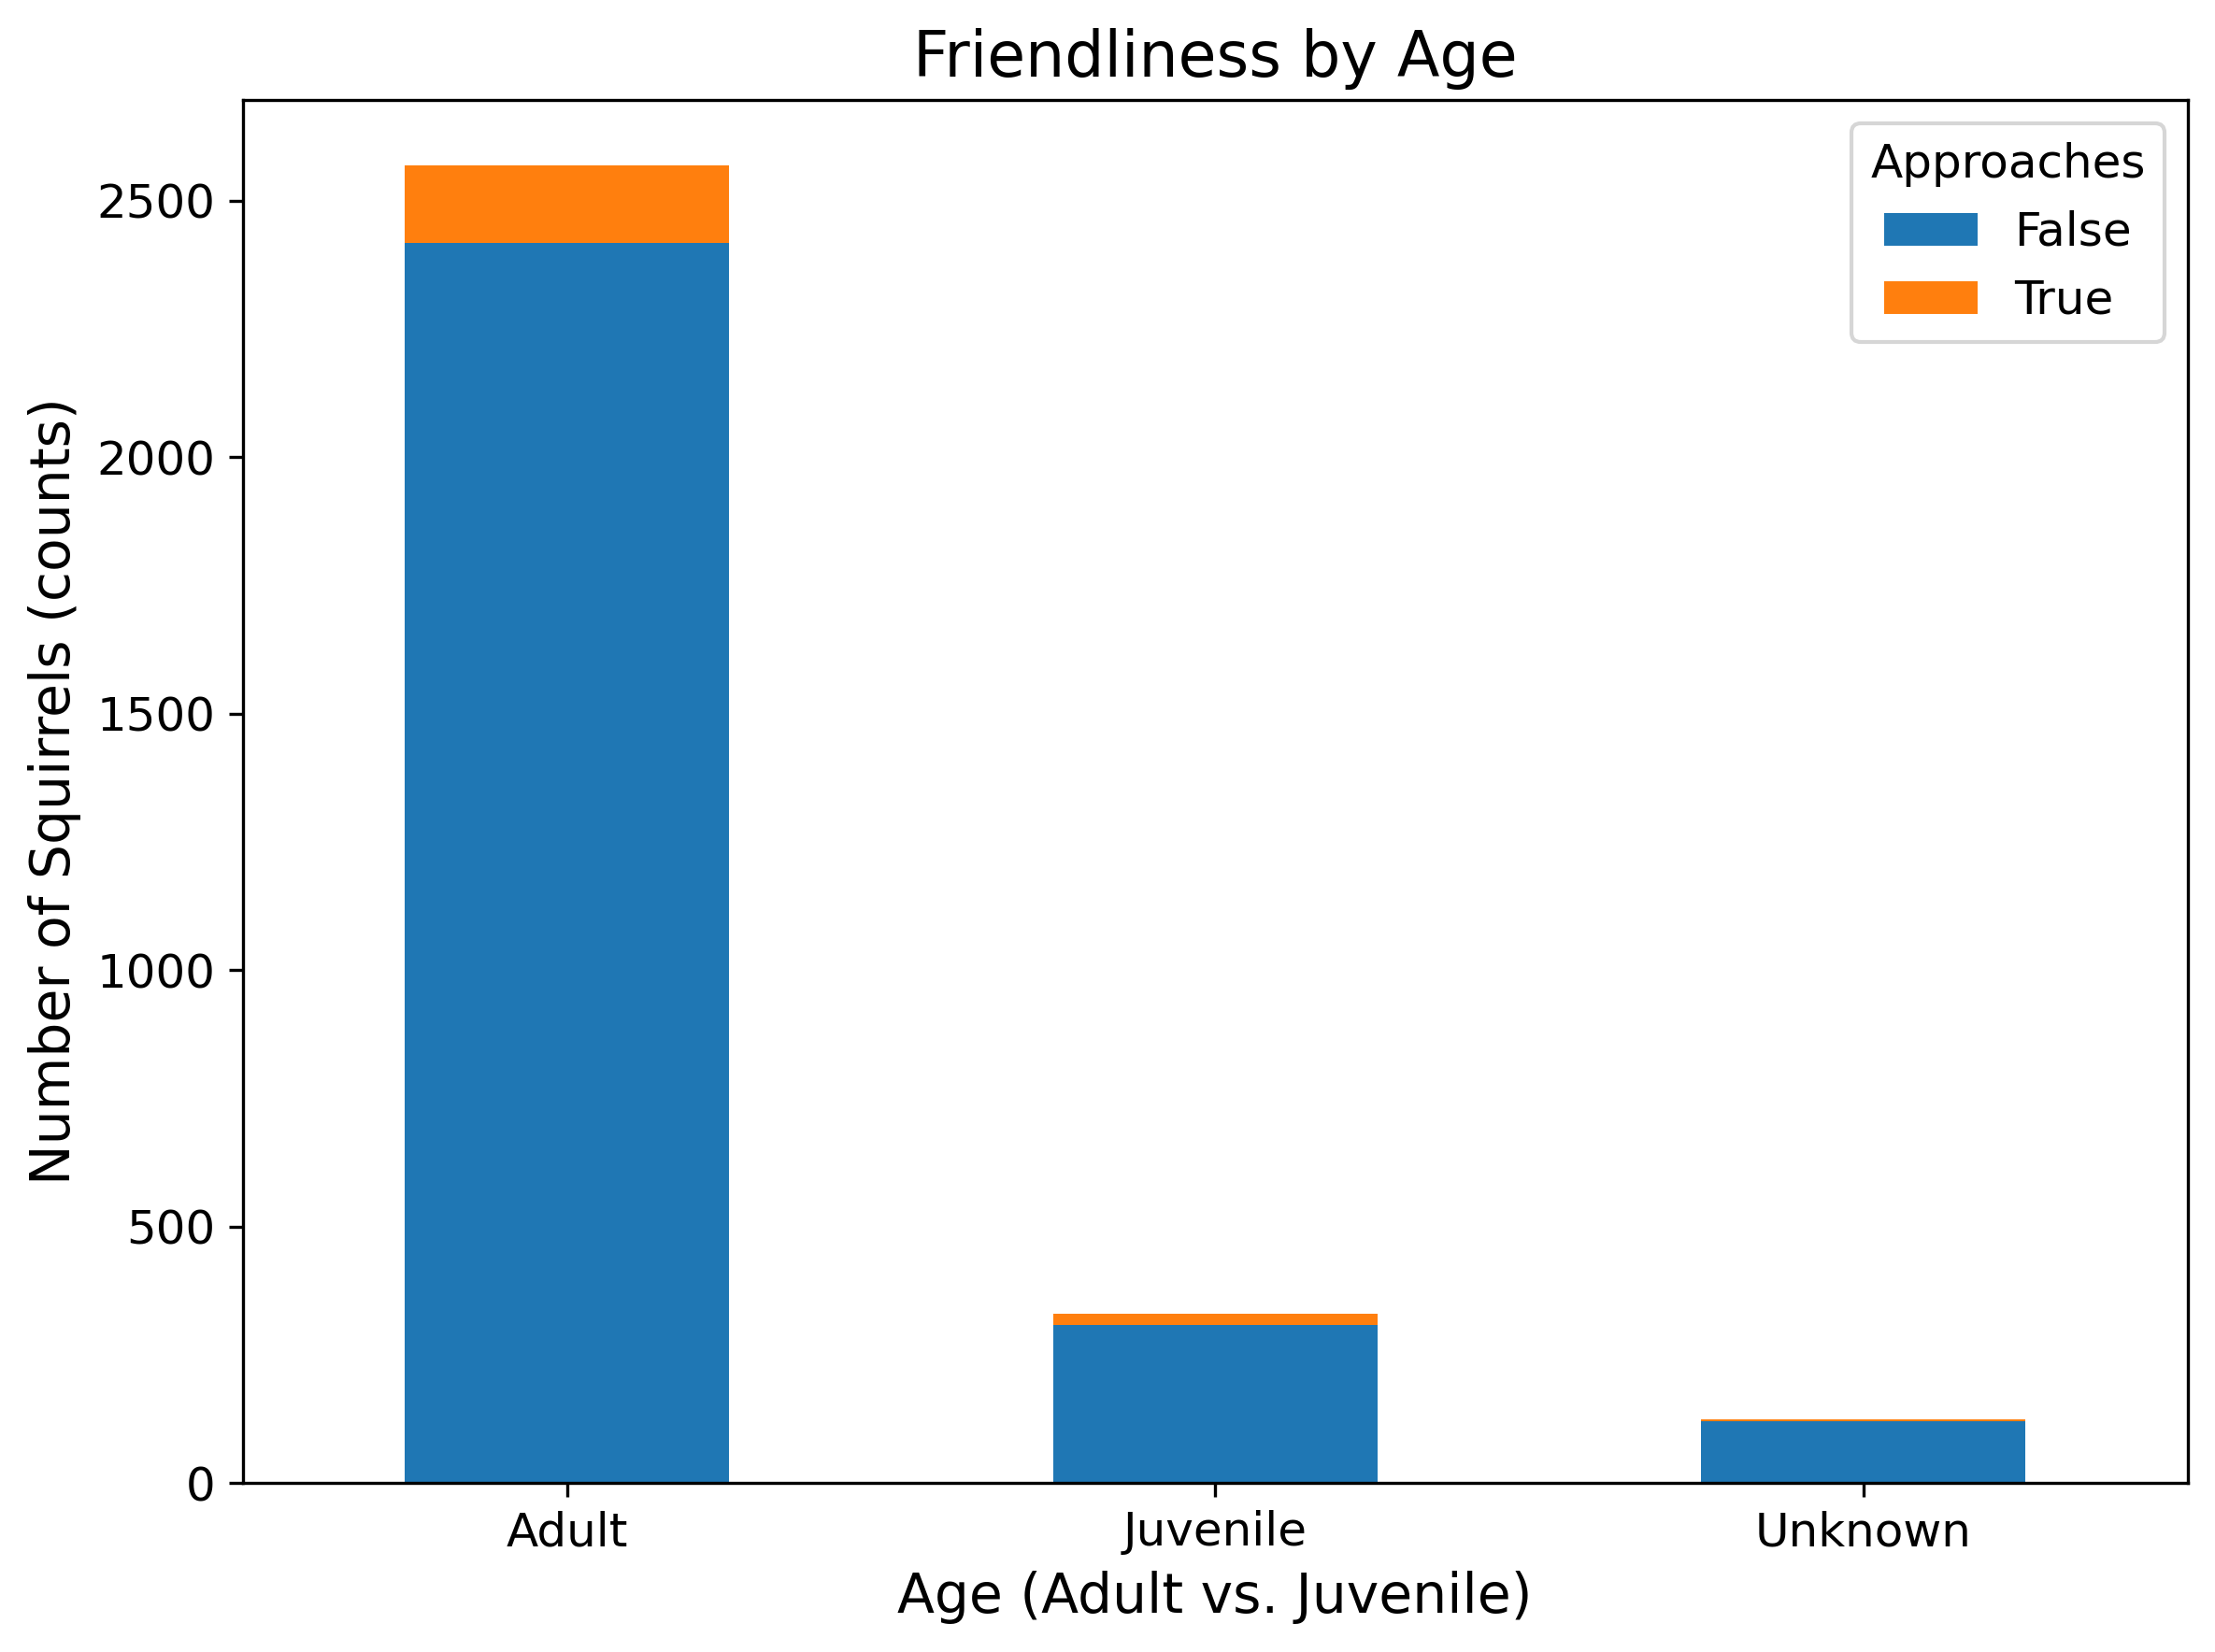 Friendliness by Age
Approaches
False
True
Number of Squirrels (counts)
2500
2000
1500
1000
500
0
Adult
Juvenile
Unknown
Age (Adult vs. Juvenile)